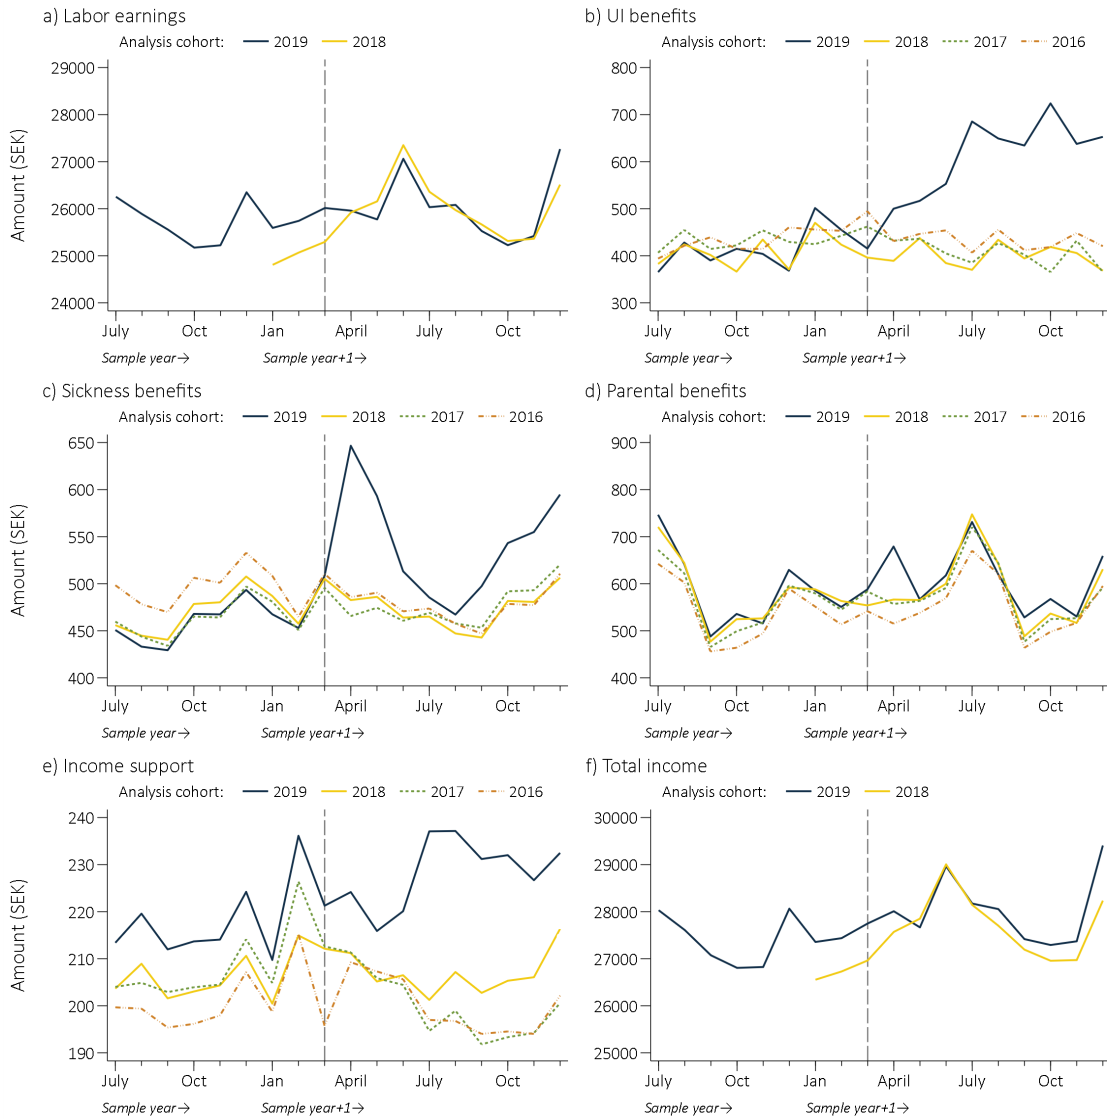 a) Labor earnings
Analysis cohort: 2019 2018
Amount (SEK)
29000
28000
27000
26000
25000
24000
July Oct Jan April July Oct
Sample year→ Sample year+1→
b) UI benefits
Analysis cohort: 2019 2018 2017 2016
800
700
600
500
400
300
July Oct Jan April July Oct
Sample year→ Sample year+1→
c) Sickness benefits
Analysis cohort: 2019 2018 2017 2016
Amount (SEK)
650
600
550
500
450
400
July Oct Jan April July Oct
Sample year→ Sample year+1→
d) Parental benefits
Analysis cohort: 2019 2018 2017 2016
900
800
700
600
500
400
July Oct Jan April July Oct
Sample year→ Sample year+1→
e) Income support
Analysis cohort: 2019 2018 2017 2016
Amount (SEK)
240
230
220
210
200
190
July Oct Jan April July Oct
Sample year→ Sample year+1→
f) Total income
Analysis cohort: 2019 2018
30000
29000
28000
27000
26000
25000
July Oct Jan April July Oct
Sample year→ Sample year+1→